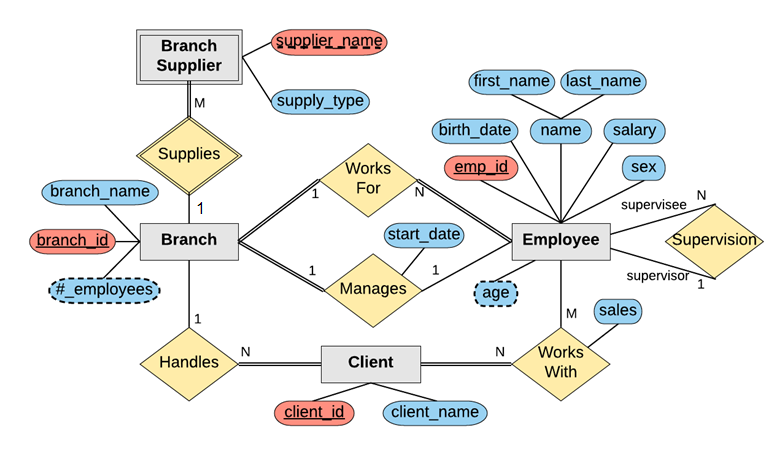 Branch
Supplier
supplier_name
supply_type
M
Supplies
1
first_name
last_name
birth_date
name
salary
emp_id
sex
Works
For
1
N
branch_name
branch_id
#_employees
Branch
start_date
Employee
supervisee
N
Supervision
supervisor
1
1
Manages
1
age
M
sales
1
Handles
N
Client
N
Works
With
client_id
client_name